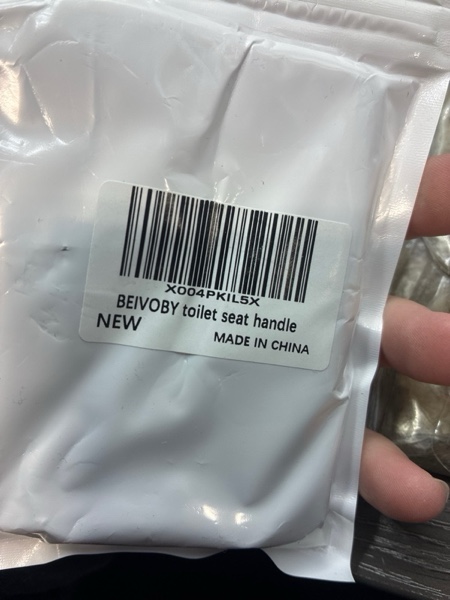 X004PKIL5X
BEIVOBY toilet seat handle
NEW
MADE IN CHINA